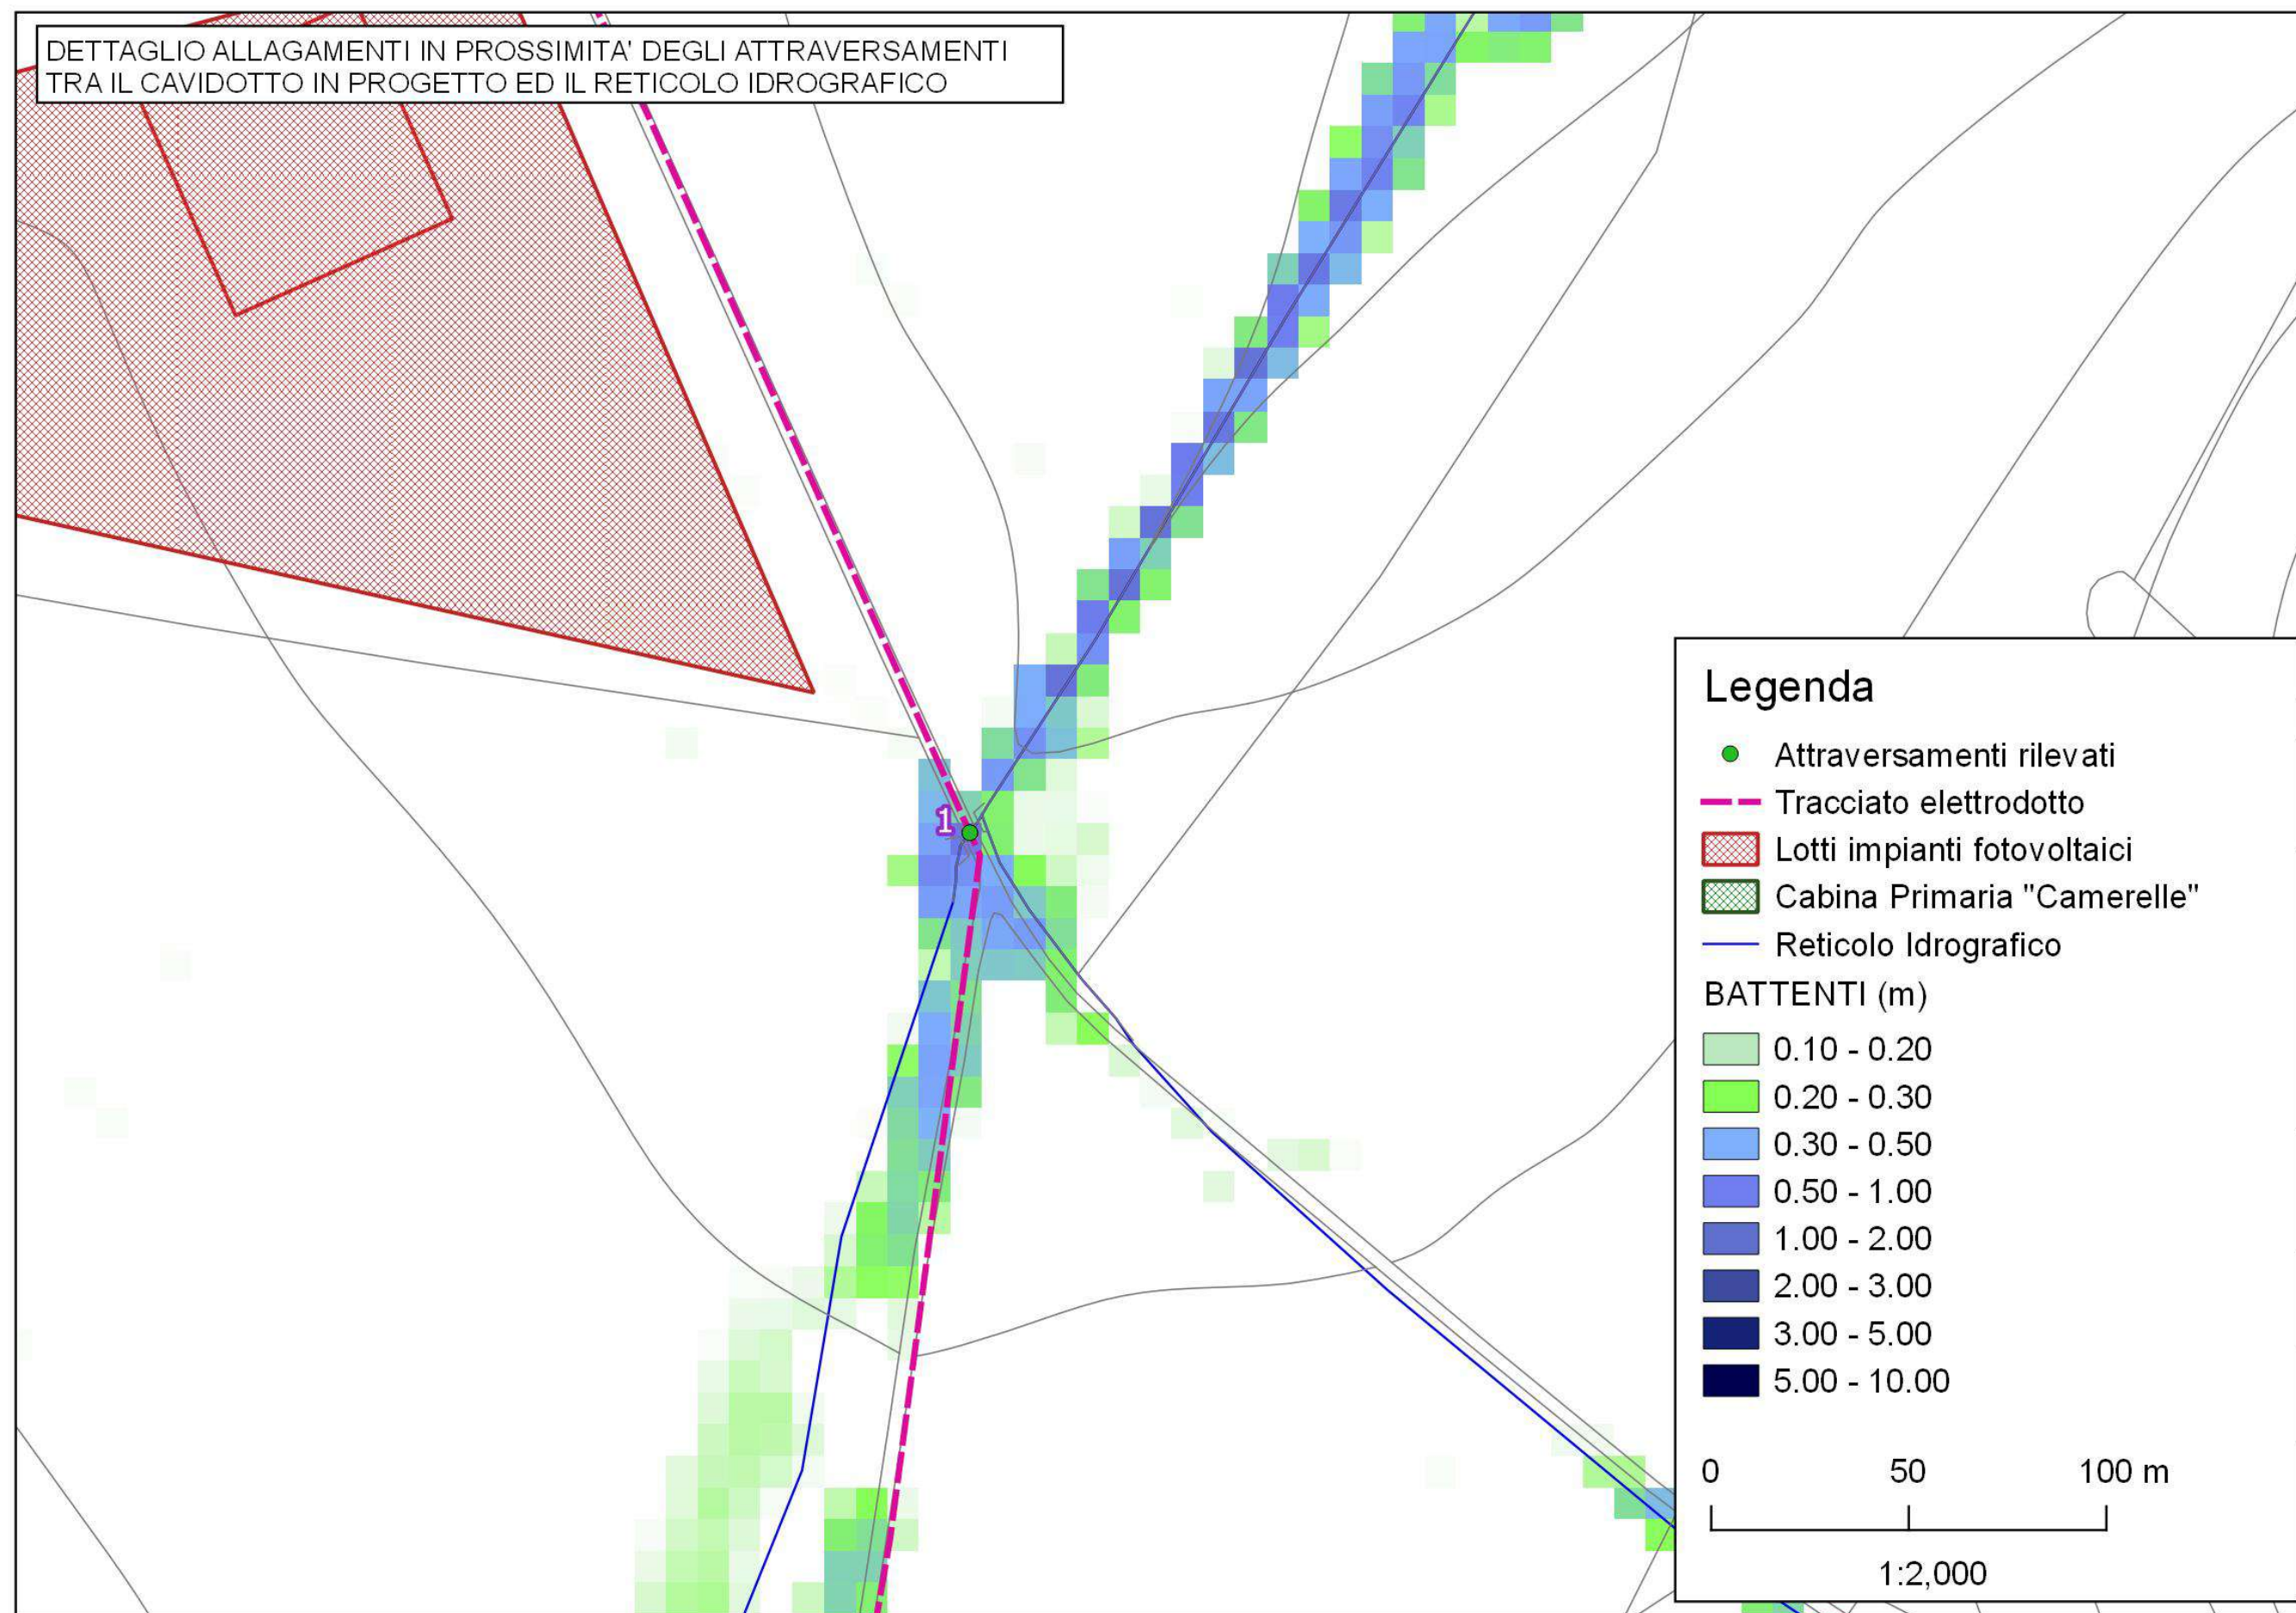 DETTAGLIO ALLAGAMENTI IN PROSSIMITA' DEGLI ATTRAVERSAMENTI
TRA IL CAVIDOTTO IN PROGETTO ED IL RETICOLO IDROGRAFICO
1
Legenda
Attraversamenti rilevati
Tracciato elettrodotto
Lotti impianti fotovoltaici
Cabina Primaria "Camerelle"
Reticolo Idrografico
BATTENTI (m)
0.10 - 0.20
0.20 - 0.30
0.30 - 0.50
0.50 - 1.00
1.00 - 2.00
2.00 - 3.00
3.00 - 5.00
5.00 - 10.00
0 50 100 m
1:2,000